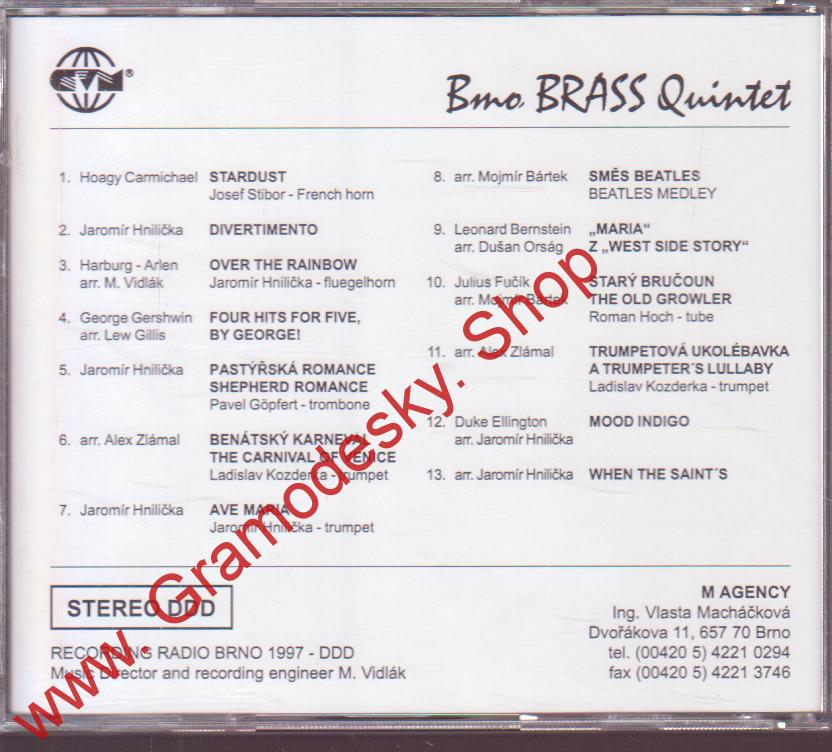 GVM®
Brno BRASS Quintet
1. Hoagy Carmichael STARDUST
Josef Stibor - French horn
2. Jaromír Hnilička DIVERTIMENTO
3. Harburg - Arlen OVER THE RAINBOW
arr. M. Vidlák Jaromír Hnilička - fluegelhorn
4. George Gershwin FOUR HITS FOR FIVE,
arr. Lew Gillis BY GEORGE!
5. Jaromír Hnilička PASTÝŘSKÁ ROMANCE
SHEPHERD ROMANCE
Pavel Göpfert - trombone
6. arr. Alex Zlámal BENÁTSKÝ KARNEVAL
THE CARNIVAL OF VENICE
Ladislav Kozderka - trumpet
7. Jaromír Hnilička AVE MARIA
Jaromír Hnilička - trumpet
8. arr. Mojmír Bártek SMĚS BEATLES
BEATLES MEDLEY
9. Leonard Bernstein „MARIA“
arr. Dušan Orság Z „WEST SIDE STORY“
10. Julius Fučík STARÝ BRUČOUN
arr. Mojmír Bártek THE OLD GROWLER
Roman Hoch - tube
11. arr. Alex Zlámal TRUMPETOVÁ UKOLÉBAVKA
A TRUMPETER´S LULLABY
Ladislav Kozderka - trumpet
12. Duke Ellington MOOD INDIGO
arr. Jaromír Hnilička
13. arr. Jaromír Hnilička WHEN THE SAINT´S
STEREO DDD
RECORDING RADIO BRNO 1997 - DDD
Music Director and recording engineer M. Vidlák
M AGENCY
Ing. Vlasta Macháčková
Dvořákova 11, 657 70 Brno
tel. (00420 5) 4221 0294
fax (00420 5) 4221 3746
www. Gramodesky. Shop